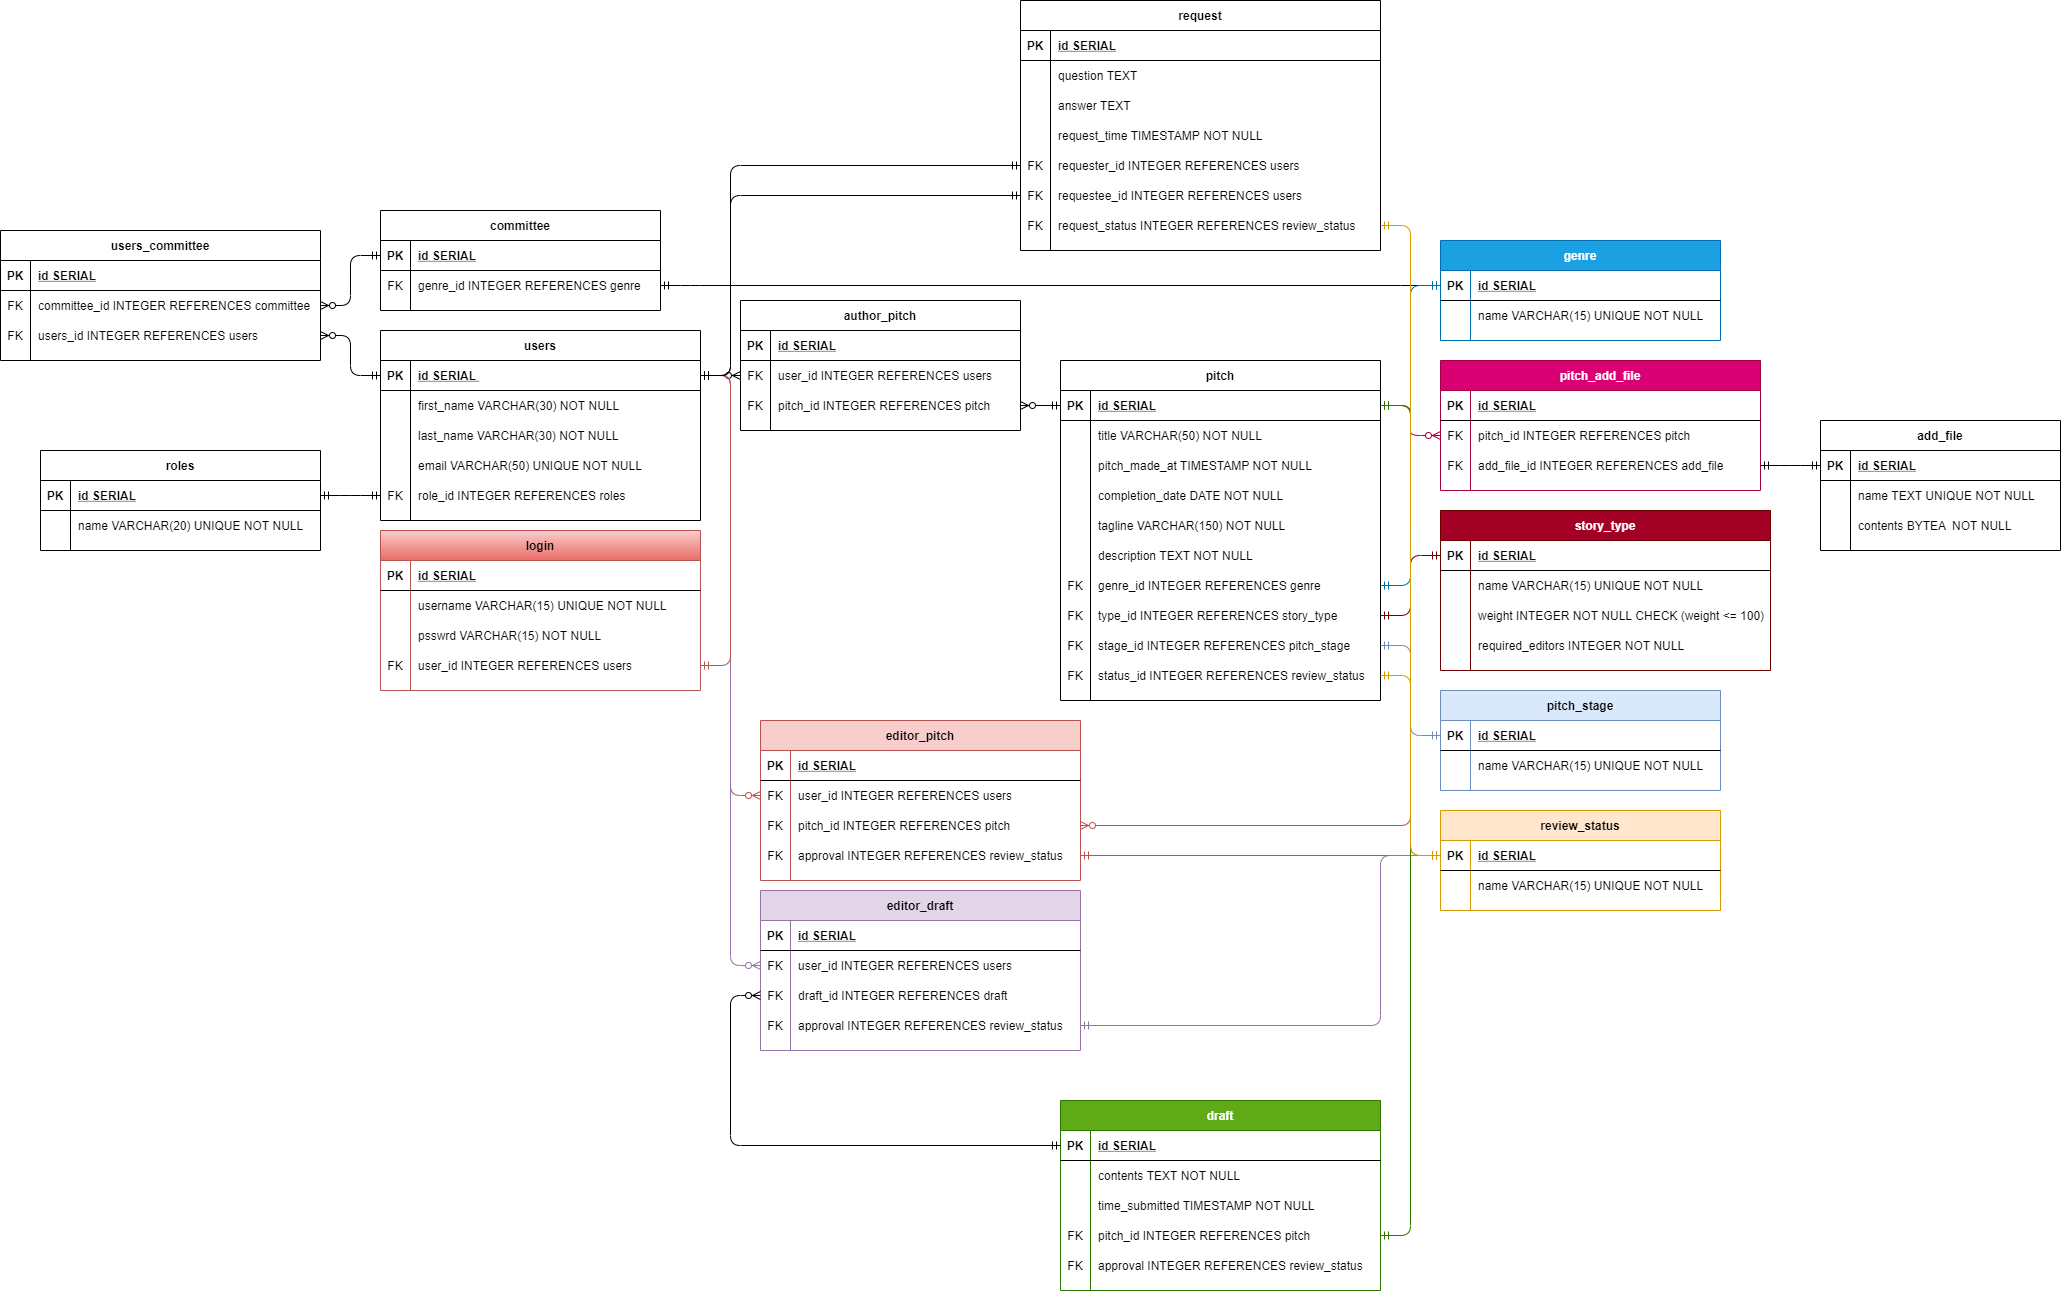 request
PK id SERIAL
question TEXT
answer TEXT
request_time TIMESTAMP NOT NULL
FK requester_id INTEGER REFERENCES users
FK requestee_id INTEGER REFERENCES users
FK request_status INTEGER REFERENCES review_status
users_committee
PK id SERIAL
FK committee_id INTEGER REFERENCES committee
FK users_id INTEGER REFERENCES users
committee
PK id SERIAL
FK genre_id INTEGER REFERENCES genre
genre
PK id SERIAL
name VARCHAR(15) UNIQUE NOT NULL
users
PK id SERIAL
first_name VARCHAR(30) NOT NULL
last_name VARCHAR(30) NOT NULL
email VARCHAR(50) UNIQUE NOT NULL
FK role_id INTEGER REFERENCES roles
author_pitch
PK id SERIAL
FK user_id INTEGER REFERENCES users
FK pitch_id INTEGER REFERENCES pitch
pitch
PK id SERIAL
title VARCHAR(50) NOT NULL
pitch_made_at TIMESTAMP NOT NULL
completion_date DATE NOT NULL
tagline VARCHAR(150) NOT NULL
description TEXT NOT NULL
FK genre_id INTEGER REFERENCES genre
FK type_id INTEGER REFERENCES story_type
FK stage_id INTEGER REFERENCES pitch_stage
FK status_id INTEGER REFERENCES review_status
pitch_add_file
PK id SERIAL
FK pitch_id INTEGER REFERENCES pitch
FK add_file_id INTEGER REFERENCES add_file
add_file
PK id SERIAL
name TEXT UNIQUE NOT NULL
contents BYTEA NOT NULL
roles
PK id SERIAL
name VARCHAR(20) UNIQUE NOT NULL
login
PK id SERIAL
username VARCHAR(15) UNIQUE NOT NULL
psswrd VARCHAR(15) NOT NULL
FK user_id INTEGER REFERENCES users
story_type
PK id SERIAL
name VARCHAR(15) UNIQUE NOT NULL
weight INTEGER NOT NULL CHECK (weight <= 100)
required_editors INTEGER NOT NULL
pitch_stage
PK id SERIAL
name VARCHAR(15) UNIQUE NOT NULL
editor_pitch
PK id SERIAL
FK user_id INTEGER REFERENCES users
FK pitch_id INTEGER REFERENCES pitch
FK approval INTEGER REFERENCES review_status
review_status
PK id SERIAL
name VARCHAR(15) UNIQUE NOT NULL
editor_draft
PK id SERIAL
FK user_id INTEGER REFERENCES users
FK draft_id INTEGER REFERENCES draft
FK approval INTEGER REFERENCES review_status
draft
PK id SERIAL
contents TEXT NOT NULL
time_submitted TIMESTAMP NOT NULL
FK pitch_id INTEGER REFERENCES pitch
FK approval INTEGER REFERENCES review_status